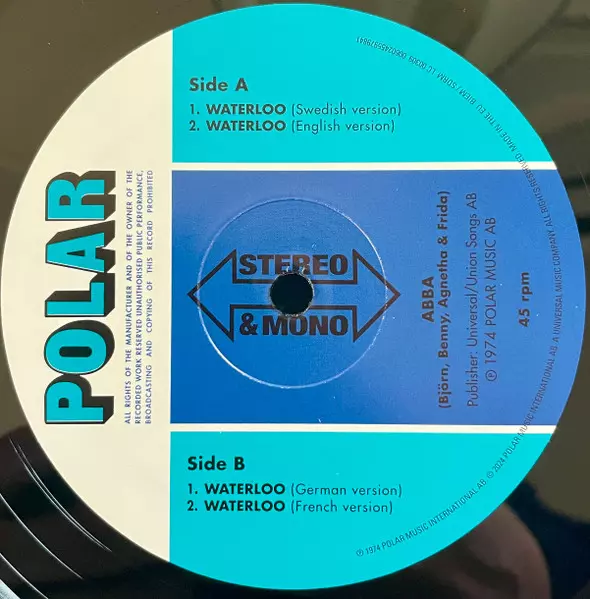 POLAR
ALL RIGHTS OF THE MANUFACTURER AND OF THE OWNER OF THE
RECORDED WORK RESERVED UNAUTHORISED PUBLIC PERFORMANCE,
BROADCASTING AND COPYING OF THIS RECORD PROHIBITED
Side A
1. WATERLOO (Swedish version)
2. WATERLOO (English version)
STEREO
& MONO
ABBA
(Björn, Benny, Agnetha & Frida)
Publisher: Universal/Union Songs AB
℗ 1974 POLAR MUSIC AB
45 rpm
Side B
1. WATERLOO (German version)
2. WATERLOO (French version)
℗ 1974 POLAR MUSIC INTERNATIONAL AB. © 2024 POLAR MUSIC INTERNATIONAL AB A UNIVERSAL MUSIC COMPANY. ALL RIGHTS RESERVED. MADE IN THE EU. BIEM/SDRM. LC 00309.